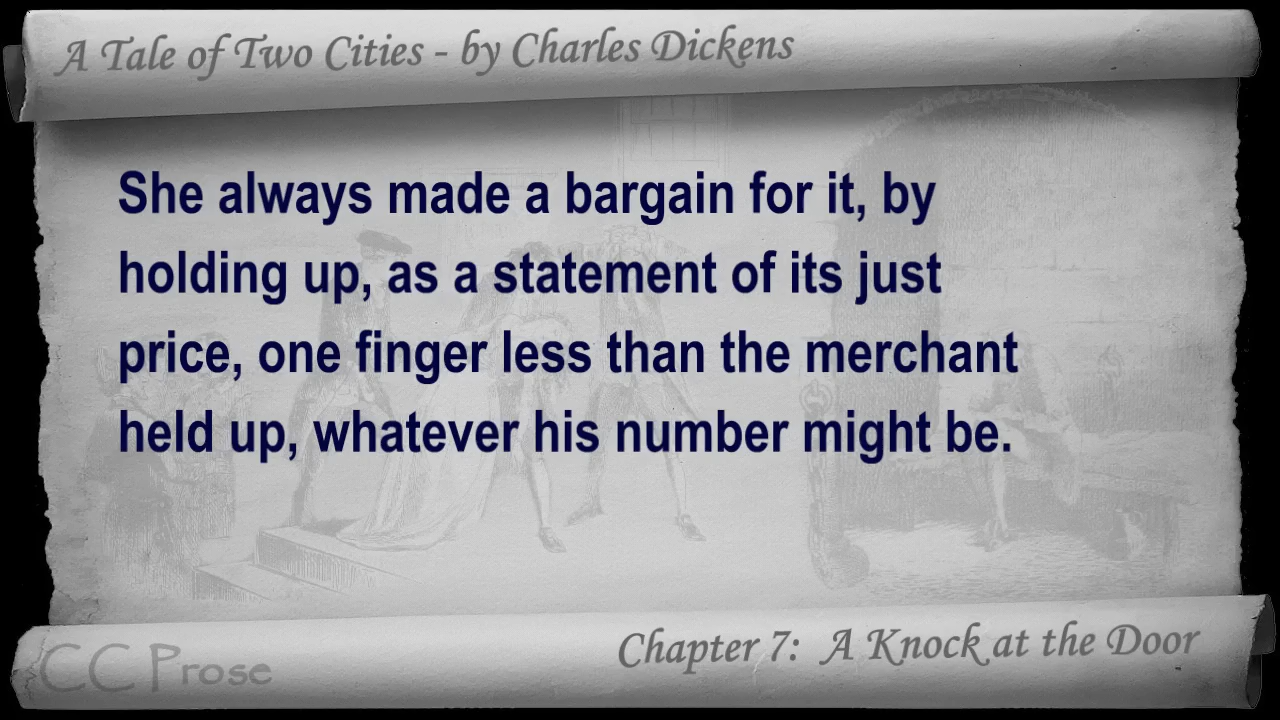 A Tale of Two Cities - by Charles Dickens
She always made a bargain for it, by
holding up, as a statement of its just
price, one finger less than the merchant
held up, whatever his number might be.
Chapter 7: A Knock at the Door
CC Prose